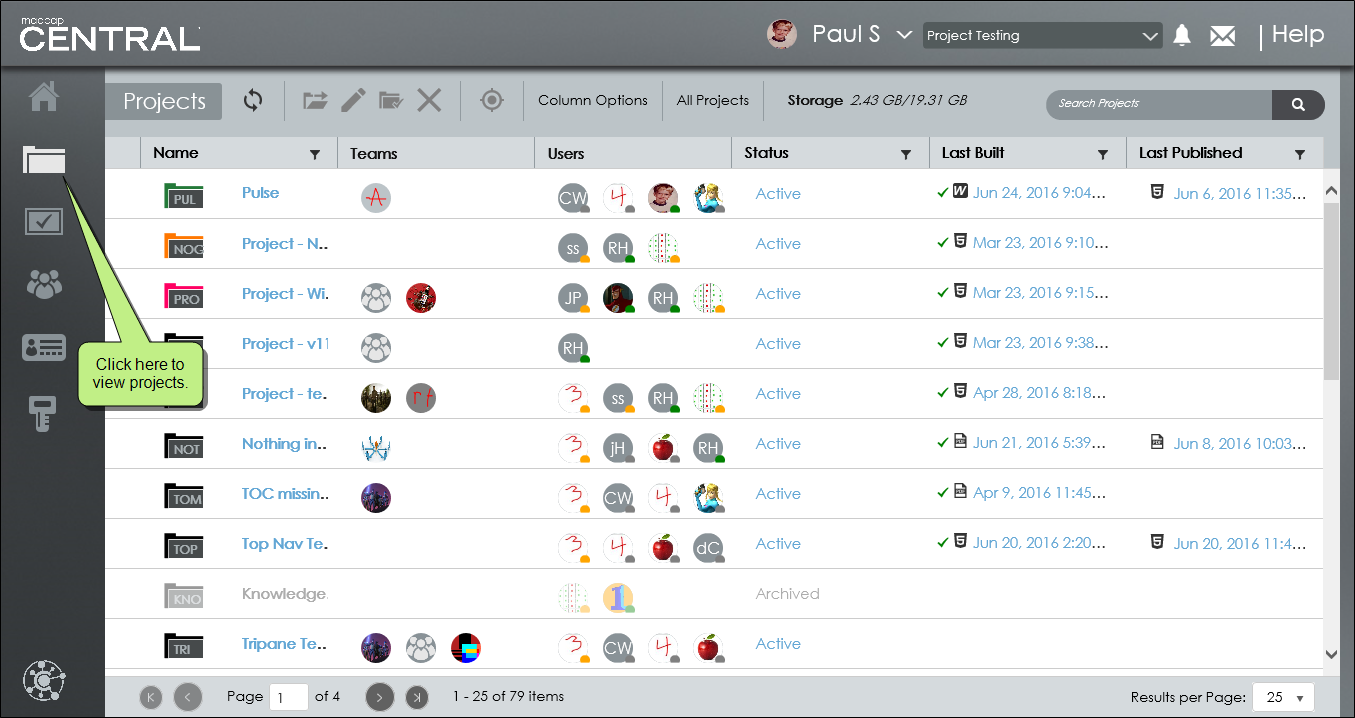 madcap
CENTRAL
Paul S
Project Testing
Help
Projects
Column Options
All Projects
Storage 2.43 GB/19.31 GB
Search Projects
Name Teams Users Status Last Built Last Published
PUL Pulse A CW 4 Active Jun 24, 2016 9:04... Jun 6, 2016 11:35...
NOG Project - N... ss RH Active Mar 23, 2016 9:10...
PRO Project - Wi. JP RH Active Mar 23, 2016 9:15...
Project - v11 RH Active Mar 23, 2016 9:38...
Click here to
view projects.
Project - te.. rt 3 ss RH Active Apr 28, 2016 8:18...
NOT Nothing in... 3 jH RH Active Jun 21, 2016 5:39... Jun 8, 2016 10:03...
TOM TOC missin... 3 CW 4 Active Apr 9, 2016 11:45...
TOP Top Nav Te.. 3 4 dC Active Jun 20, 2016 2:20... Jun 20, 2016 11:4...
KNO Knowledge. 1 Archived
TRI Tripane Te... 3 CW 4 Active
Page 1 of 4 1 - 25 of 79 items Results per Page: 25